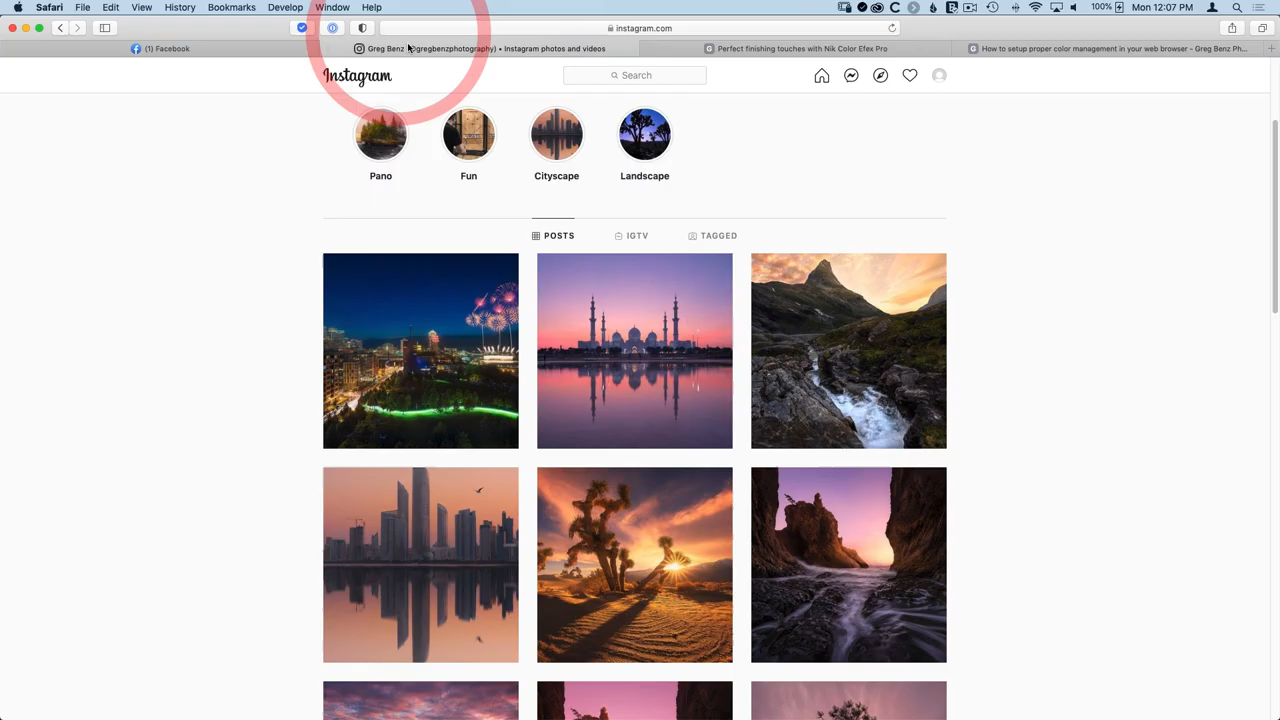 Safari File Edit View History Bookmarks Develop Window Help
100% Mon 12:07 PM
instagram.com
(1) Facebook
Greg Benz (@gregbenzphotography) • Instagram photos and videos
Perfect finishing touches with Nik Color Efex Pro
How to setup proper color management in your web browser - Greg Benz Ph...
Instagram
Search
Pano Fun Cityscape Landscape
POSTS IGTV TAGGED